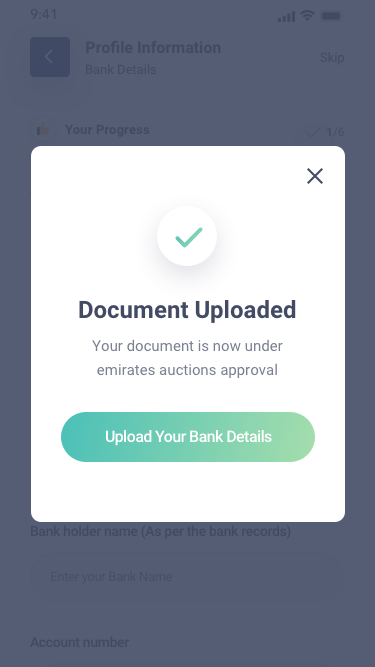 9:41
Profile Information
Bank Details
Skip
Your Progress
1/6
Document Uploaded
Your document is now under
emirates auctions approval
Upload Your Bank Details
Bank holder name (As per the bank records)
Enter your Bank Name
Account number